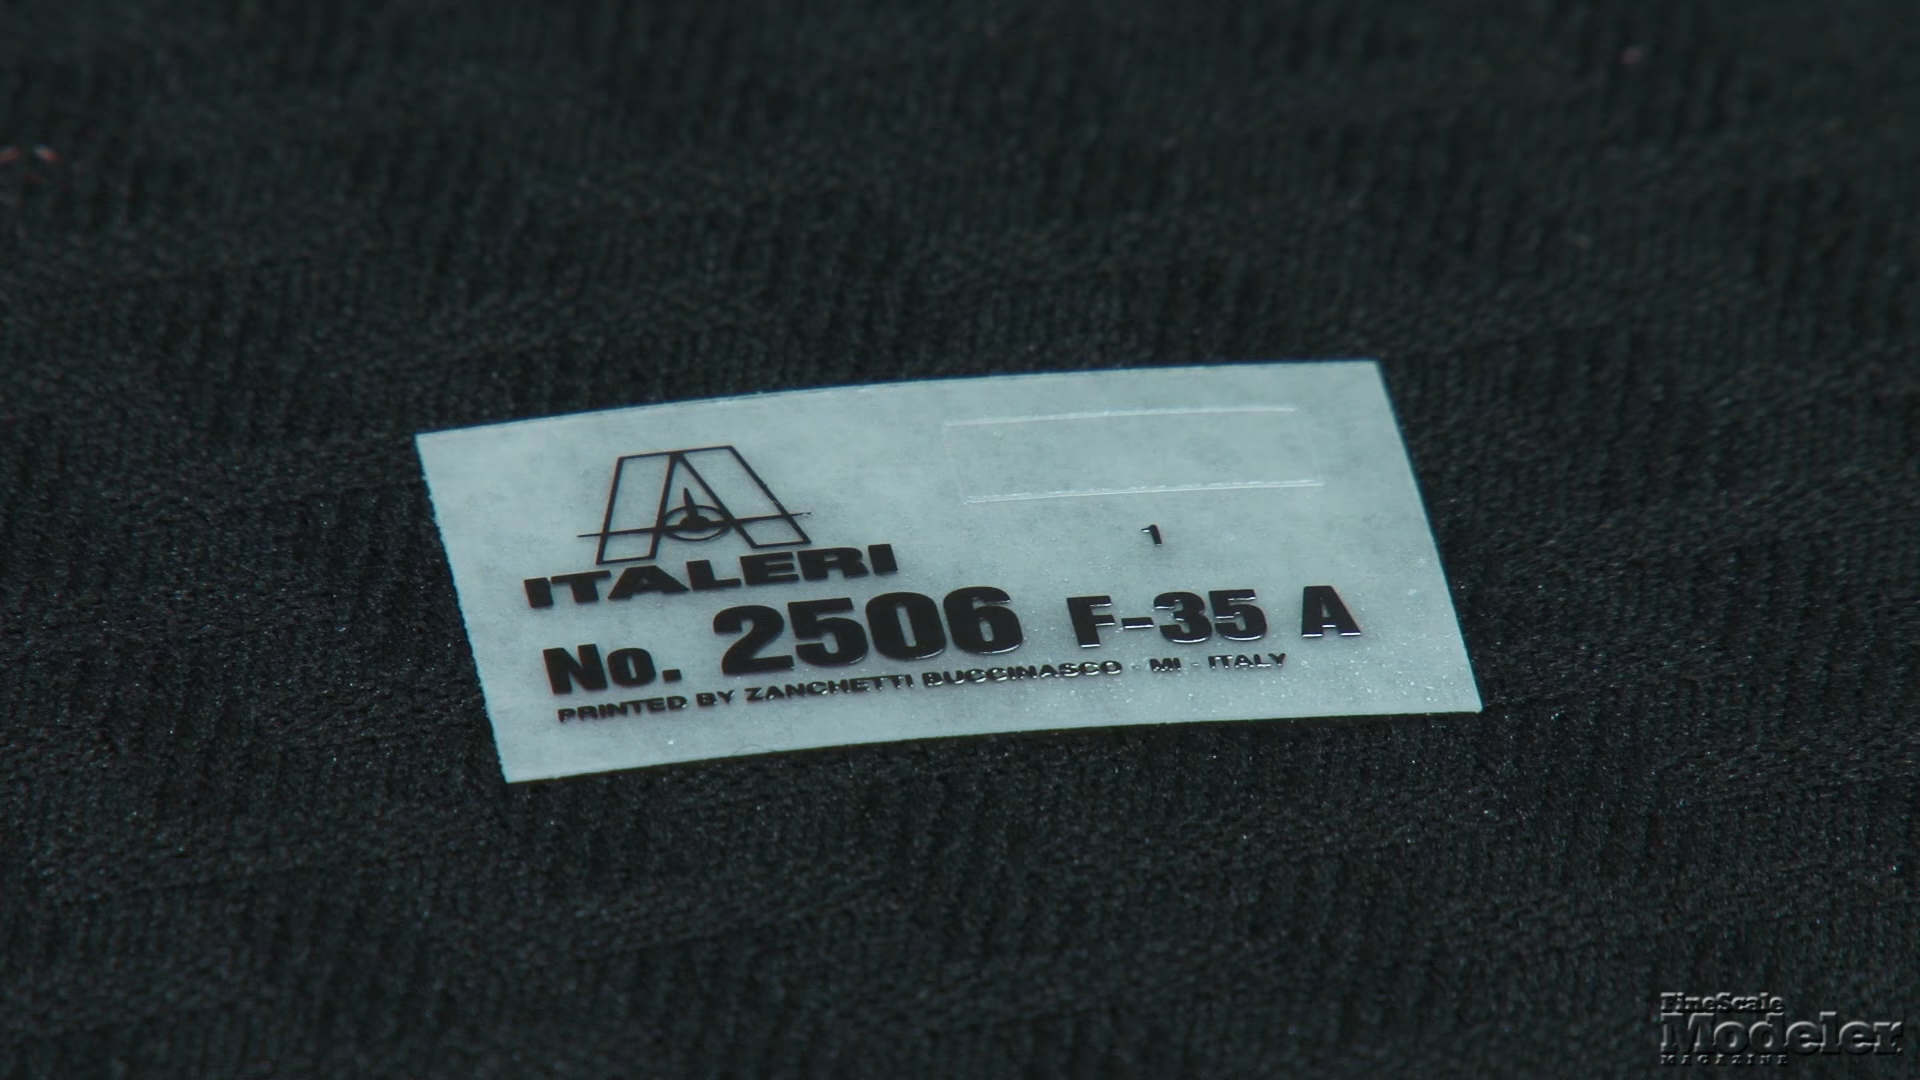 1
ITALERI
No. 2506 F-35 A
PRINTED BY ZANCHETTI BUCCINASCO - MI - ITALY
FineScale
Modeler
MAGAZINE